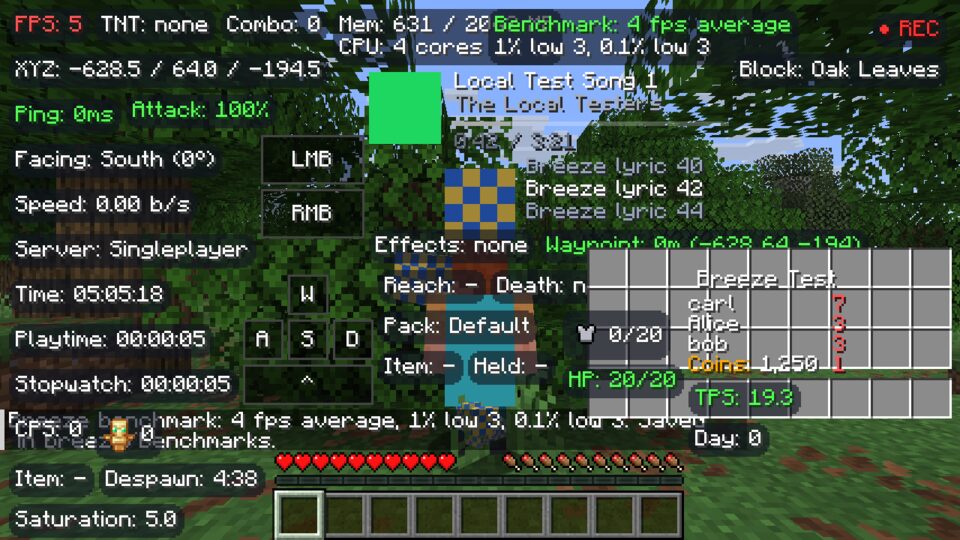 FPS: 5 TNT: none Combo: 0 Mem: 631 / 20 Benchmark: 4 fps average
REC
CPU: 4 cores 1% low 3, 0.1% low 3
XYZ: -628.5 / 64.0 / -194.5
Block: Oak Leaves
Local Test Song 1
The Local Testers
Ping: 0ms Attack: 100%
0:42 / 3:21
Facing: South (0°)
LMB
Breeze lyric 40
Breeze lyric 42
Breeze lyric 44
Speed: 0.00 b/s
RMB
Server: Singleplayer
Effects: none Waypoint: 0m (-628 64 -194)
Reach: - Death: n
Breeze Test
Time: 05:05:18
W
carl 7
Alice 3
bob 3
Coins: 1,250 1
Pack: Default
0/20
Playtime: 00:00:05
A S D
Item: - Held: -
HP: 20/20
Stopwatch: 00:00:05
^
TPS: 19.3
Breeze benchmark: 4 fps average, 1% low 3, 0.1% low 3. Saved
in breeze benchmarks.
CPS: 0 0
Day: 0
Item: - Despawn: 4:38
Saturation: 5.0